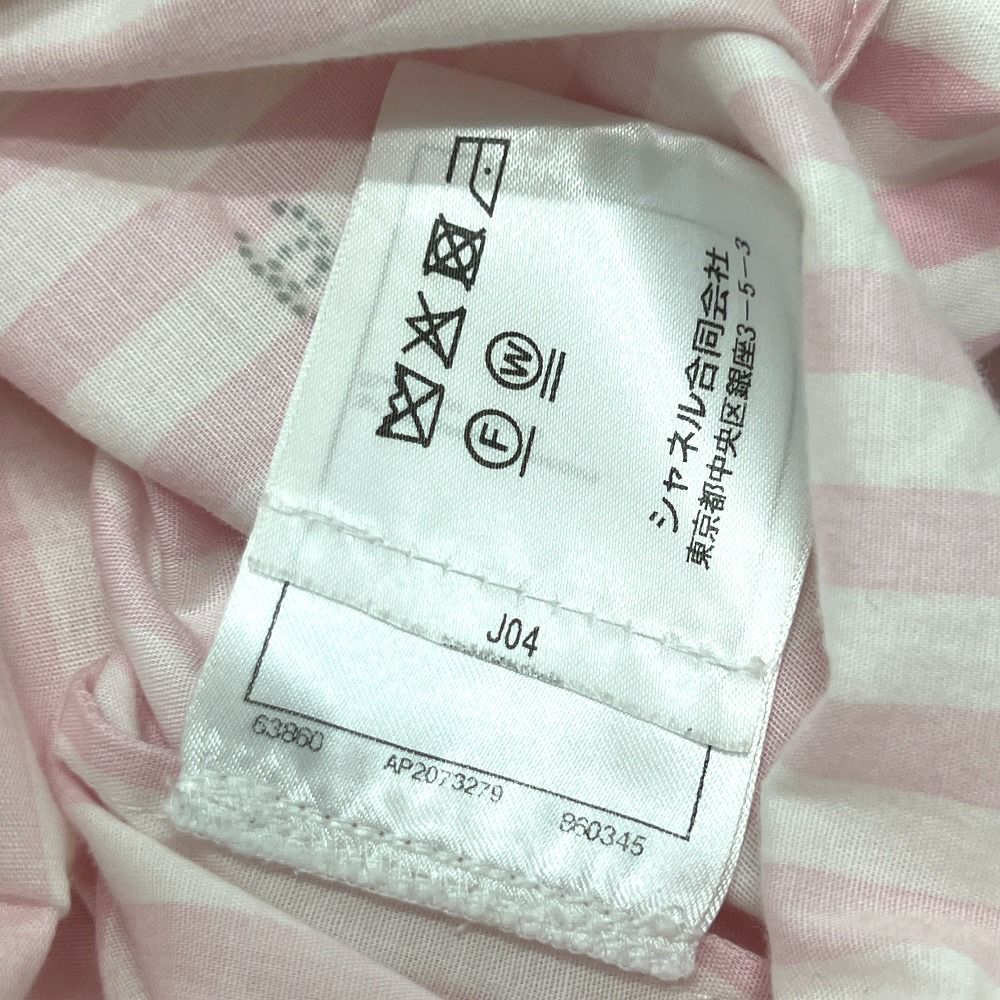 シャネル合同会社
東京都中央区銀座3-5-3
W
F
J04
63860
AP2073279
860345